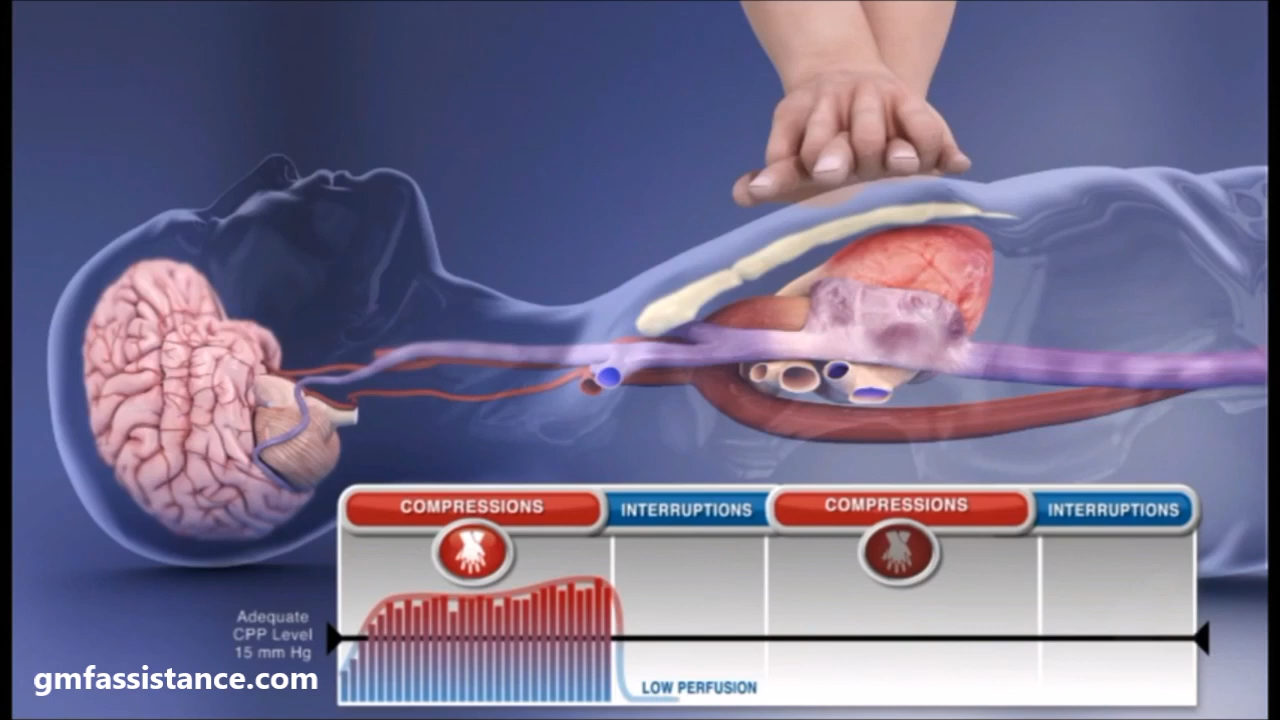 COMPRESSIONS
INTERRUPTIONS
COMPRESSIONS
INTERRUPTIONS
Adequate
CPP Level
15 mm Hg
LOW PERFUSION
gmfassistance.com